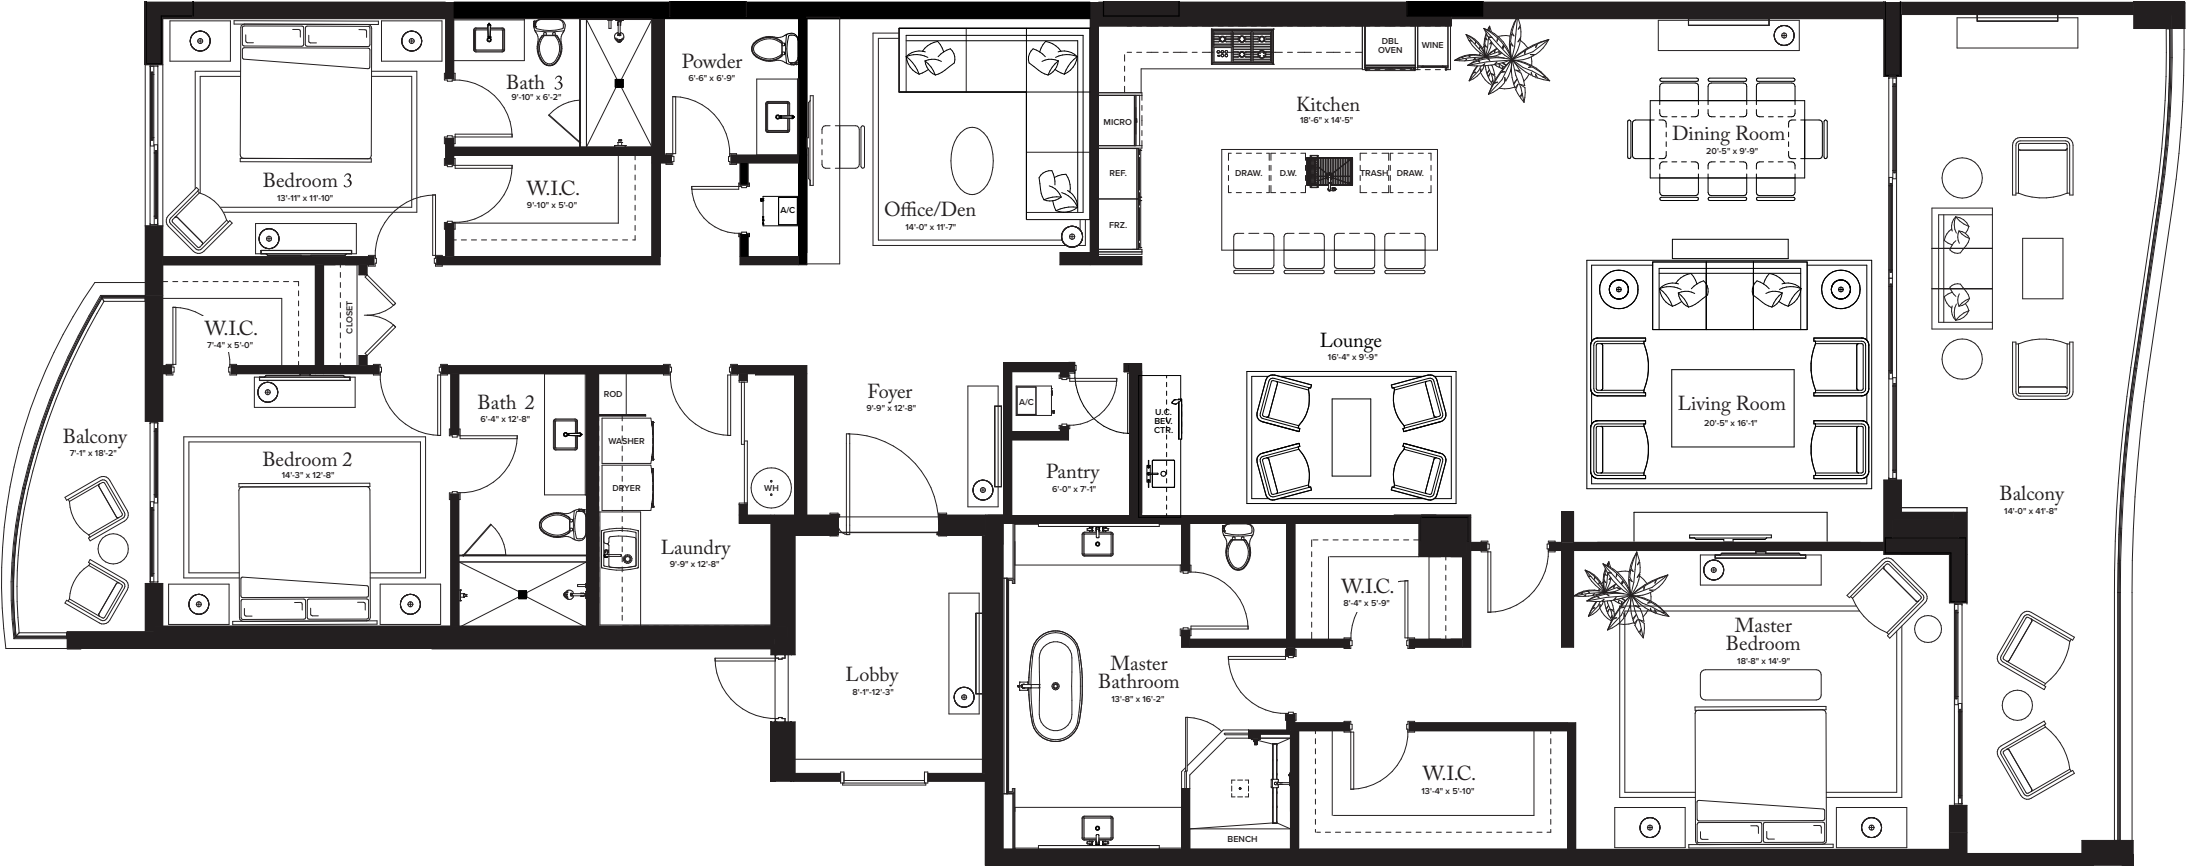 Bedroom 3
13'-11" x 11'-10"
Bath 3
9'-10" x 6'-2"
W.I.C.
9'-10" x 5'-0"
Powder
6'-6" x 6'-9"
A/C
Office/Den
14'-0" x 11'-7"
Kitchen
18'-6" x 14'-5"
DBL
OVEN
WINE
MICRO
REF.
FRZ.
DRAW.
D.W.
TRASH
DRAW.
Dining Room
20'-5" x 9'-9"
W.I.C.
7'-4" x 5'-0"
CLOSET
Balcony
7'-1" x 18'-2"
Bedroom 2
14'-3" x 12'-8"
Bath 2
6'-4" x 12'-8"
ROD
WASHER
DRYER
WH
Laundry
9'-9" x 12'-8"
Foyer
9'-9" x 12'-8"
A/C
Pantry
6'-0" x 7'-1"
U.C.
BEV.
CTR.
Lounge
16'-4" x 9'-9"
Living Room
20'-5" x 16'-1"
Balcony
14'-0" x 41'-8"
Lobby
8'-1"-12'-3"
Master
Bathroom
13'-8" x 16'-2"
W.I.C.
8'-4" x 5'-9"
Master
Bedroom
18'-8" x 14'-9"
W.I.C.
13'-4" x 5'-10"
BENCH